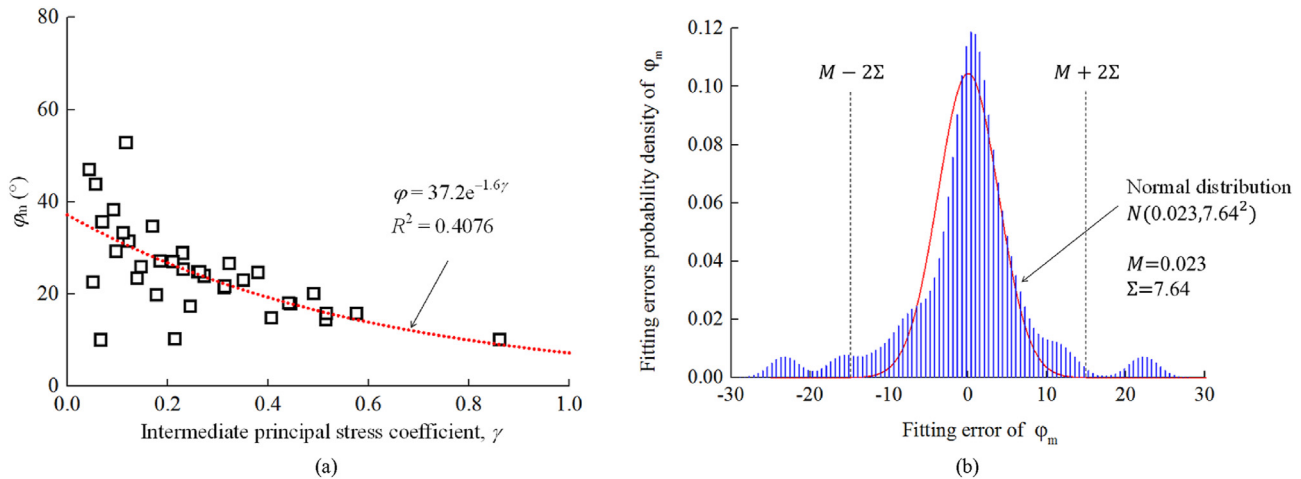 80
60
40
20
0
φm (°)
φ = 37.2e−1.6γ
R2 = 0.4076
0.0 0.2 0.4 0.6 0.8 1.0
Intermediate principal stress coefficient, γ
(a)
0.12
0.10
0.08
0.06
0.04
0.02
0.00
Fitting errors probability density of φm
M − 2Σ
M + 2Σ
Normal distribution
N(0.023,7.642)
M=0.023
Σ=7.64
-30 -20 -10 0 10 20 30
Fitting error of φm
(b)